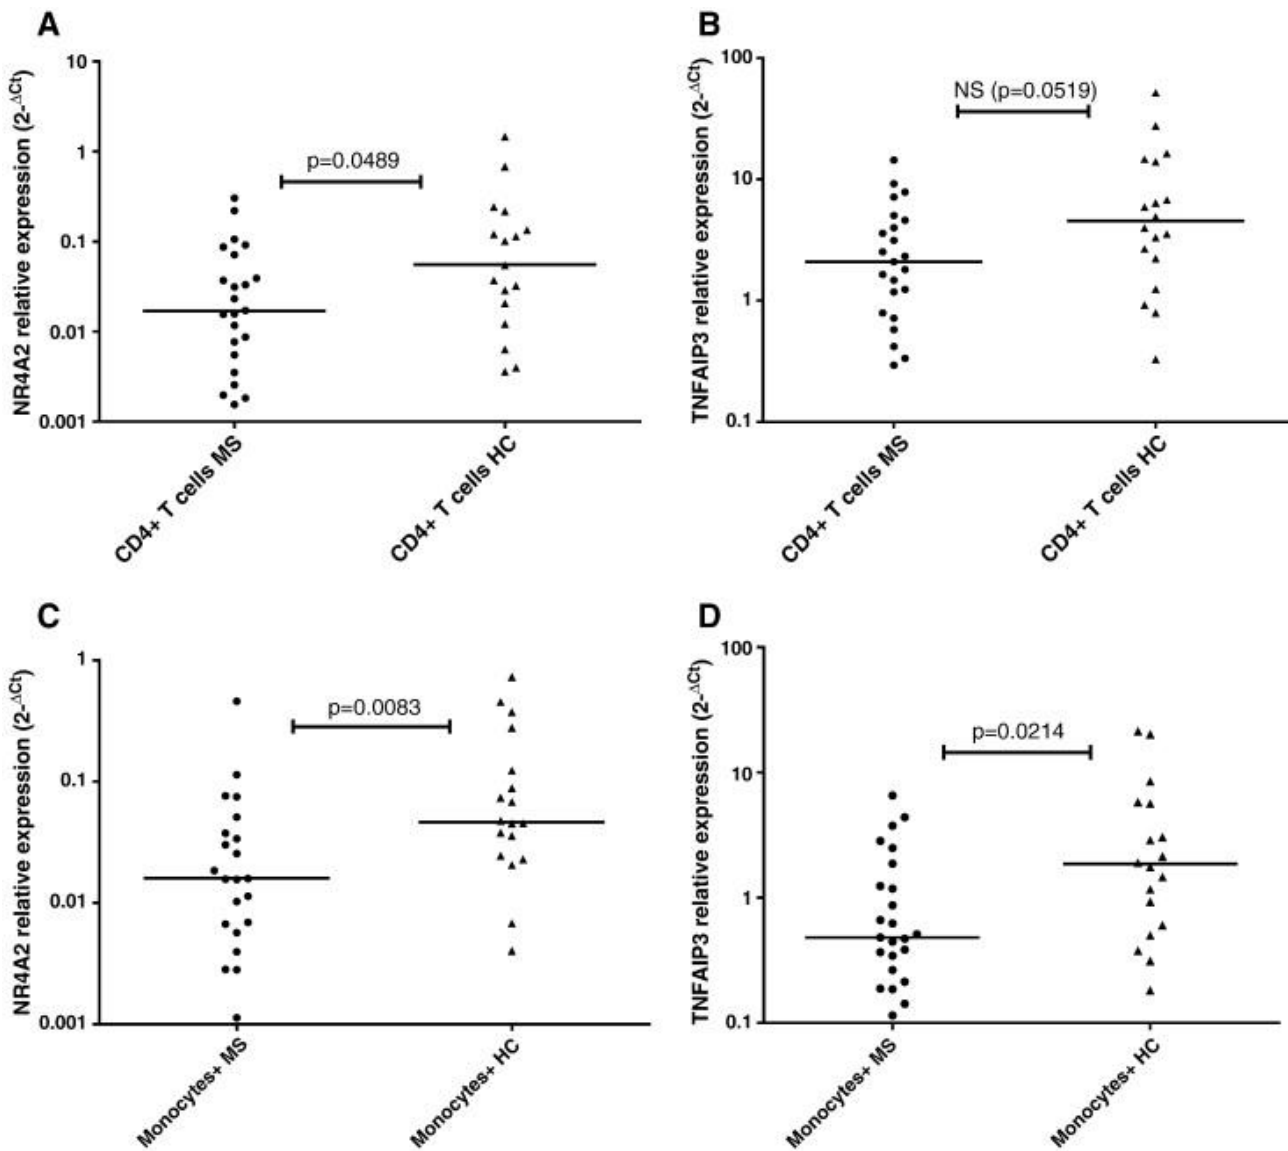 A
NR4A2 relative expression (2-ΔCt)
10
1
0.1
0.01
0.001
p=0.0489
CD4+ T cells MS
CD4+ T cells HC
B
TNFAIP3 relative expression (2-ΔCt)
100
10
1
0.1
NS (p=0.0519)
CD4+ T cells MS
CD4+ T cells HC
C
NR4A2 relative expression (2-ΔCt)
1
0.1
0.01
0.001
p=0.0083
Monocytes+ MS
Monocytes+ HC
D
TNFAIP3 relative expression (2-ΔCt)
100
10
1
0.1
p=0.0214
Monocytes+ MS
Monocytes+ HC